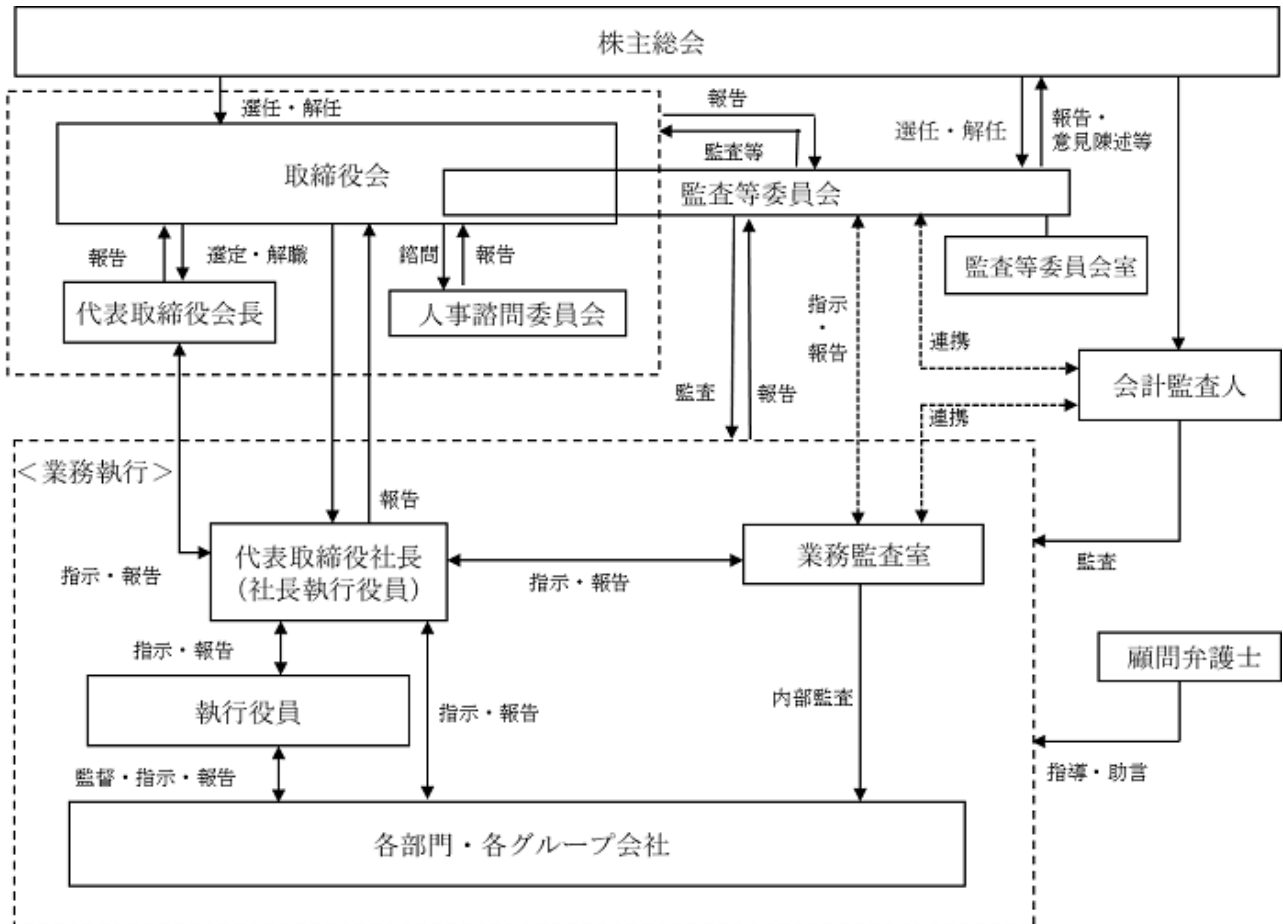 株主総会
選任・解任
報告
監査等
選任・解任
報告・
意見陳述等
取締役会
監査等委員会
報告
選定・解職
諮問
報告
監査等委員会室
代表取締役会長
人事諮問委員会
指示
・
報告
連携
会計監査人
監査
報告
連携
＜業務執行＞
報告
代表取締役社長
（社長執行役員）
業務監査室
指示・報告
指示・報告
監査
指示・報告
顧問弁護士
執行役員
指示・報告
内部監査
監督・指示・報告
指導・助言
各部門・各グループ会社